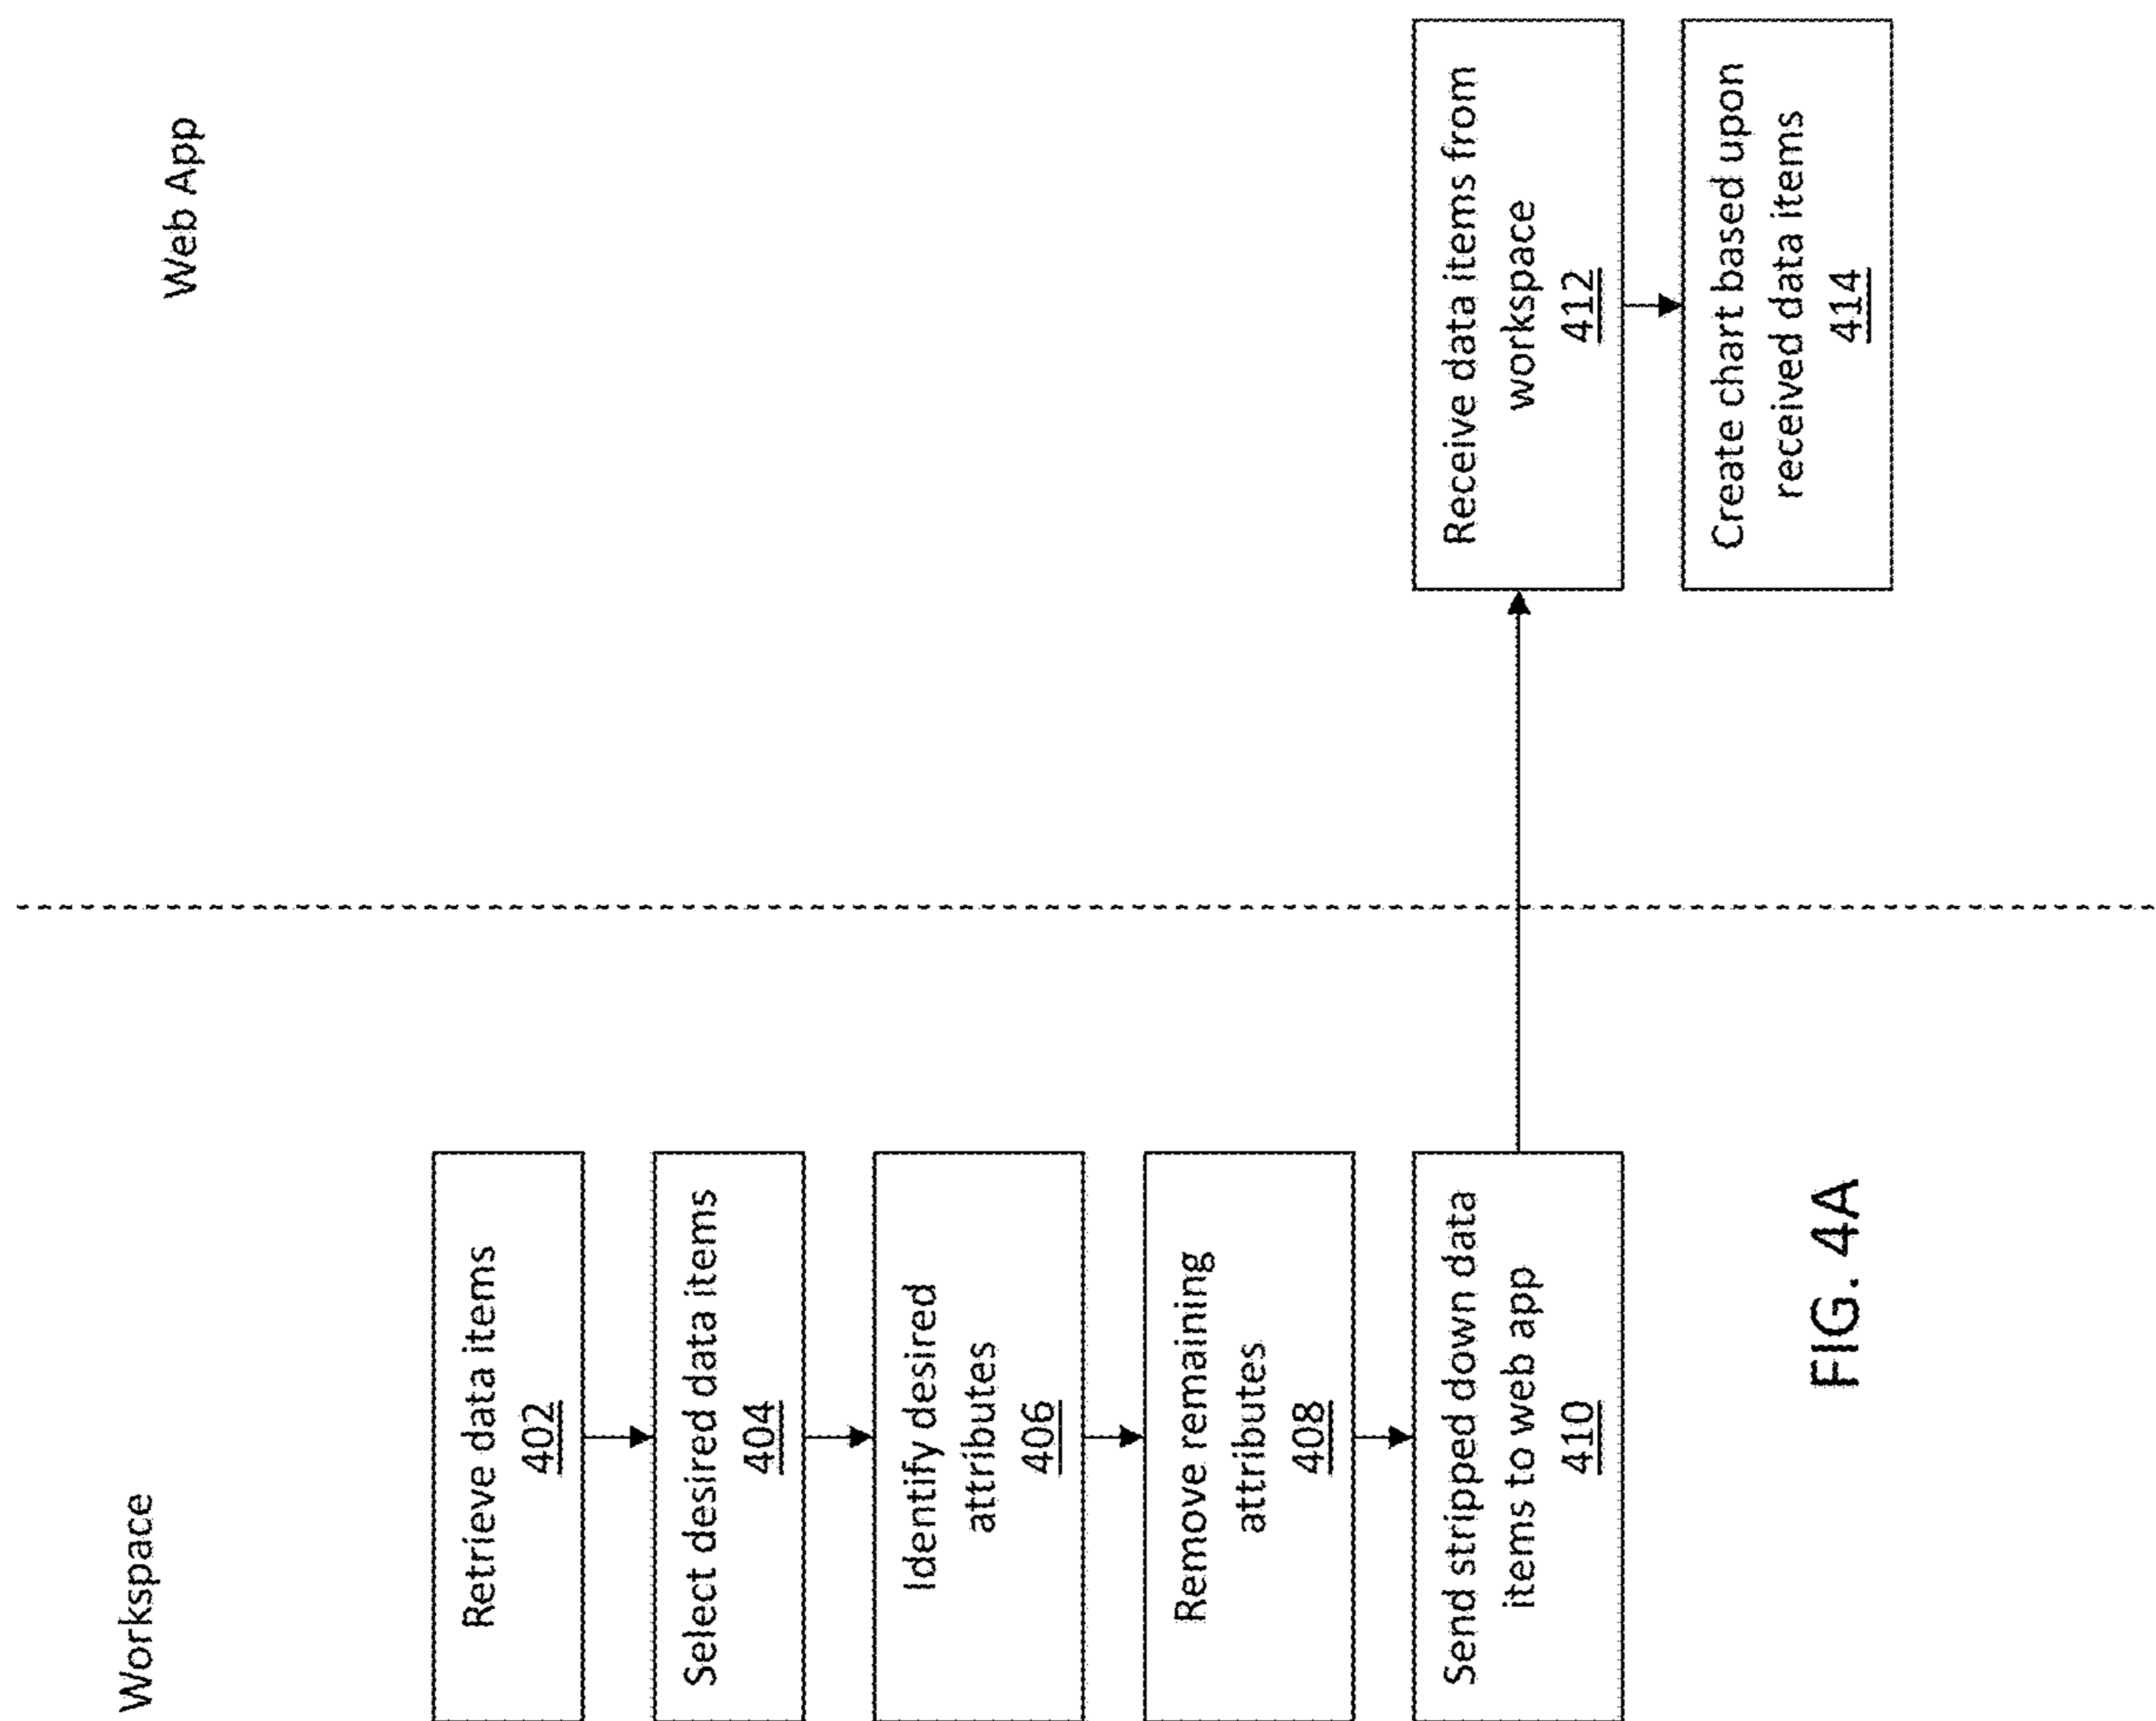 Workspace
Web App
Retrieve data items
402
Select desired data items
404
Identify desired
attributes
406
Remove remaining
attributes
408
Send stripped down data
items to web app
410
Receive data items from
workspace
412
Create chart based upon
received data items
414
FIG. 4A